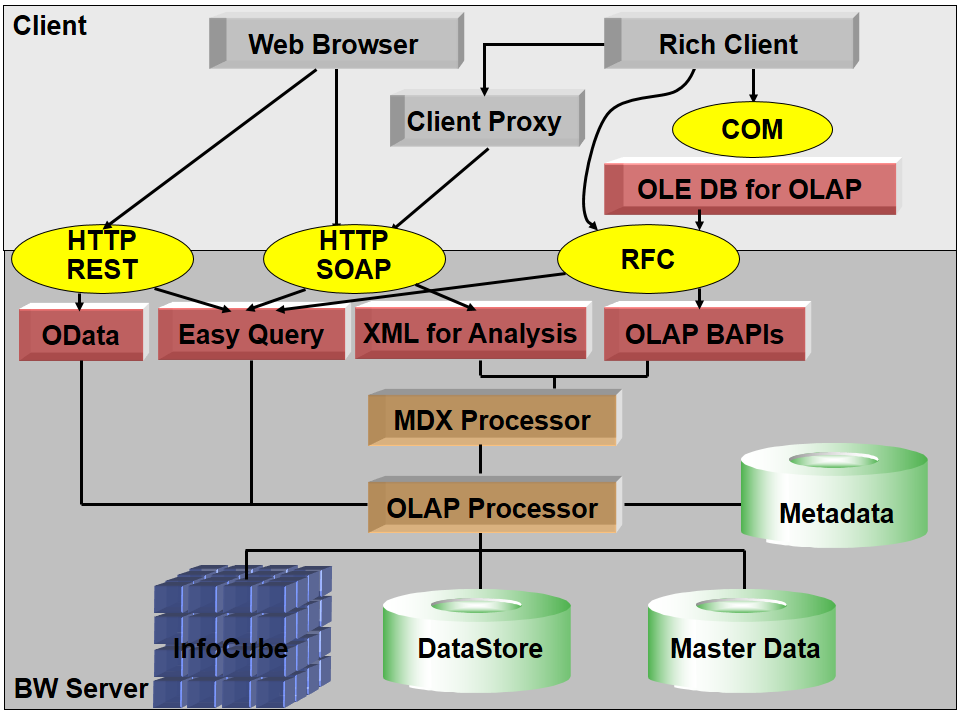 Client
Web Browser
Rich Client
Client Proxy
COM
OLE DB for OLAP
HTTP
REST
HTTP
SOAP
RFC
OData
Easy Query
XML for Analysis
OLAP BAPIs
MDX Processor
OLAP Processor
Metadata
InfoCube
DataStore
Master Data
BW Server